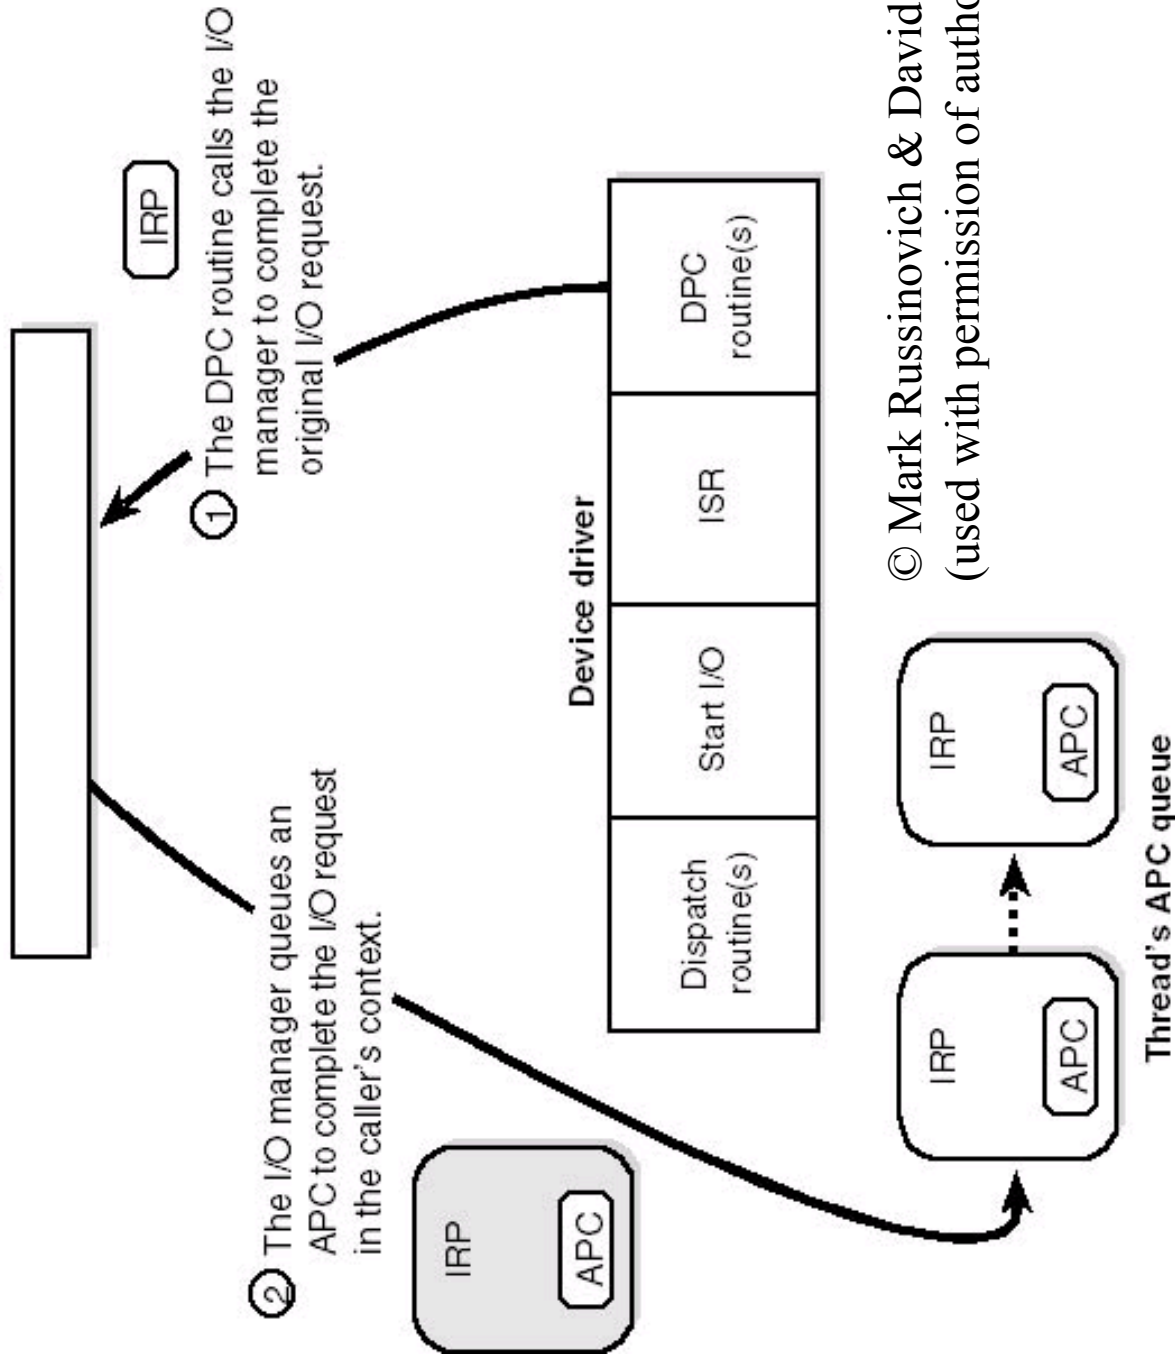 IRP
1 The DPC routine calls the I/O
manager to complete the
original I/O request.
2 The I/O manager queues an
APC to complete the I/O request
in the caller's context.
IRP
APC
Device driver
Dispatch
routine(s)
Start I/O
ISR
DPC
routine(s)
IRP
APC
IRP
APC
Thread's APC queue
© Mark Russinovich & David
(used with permission of